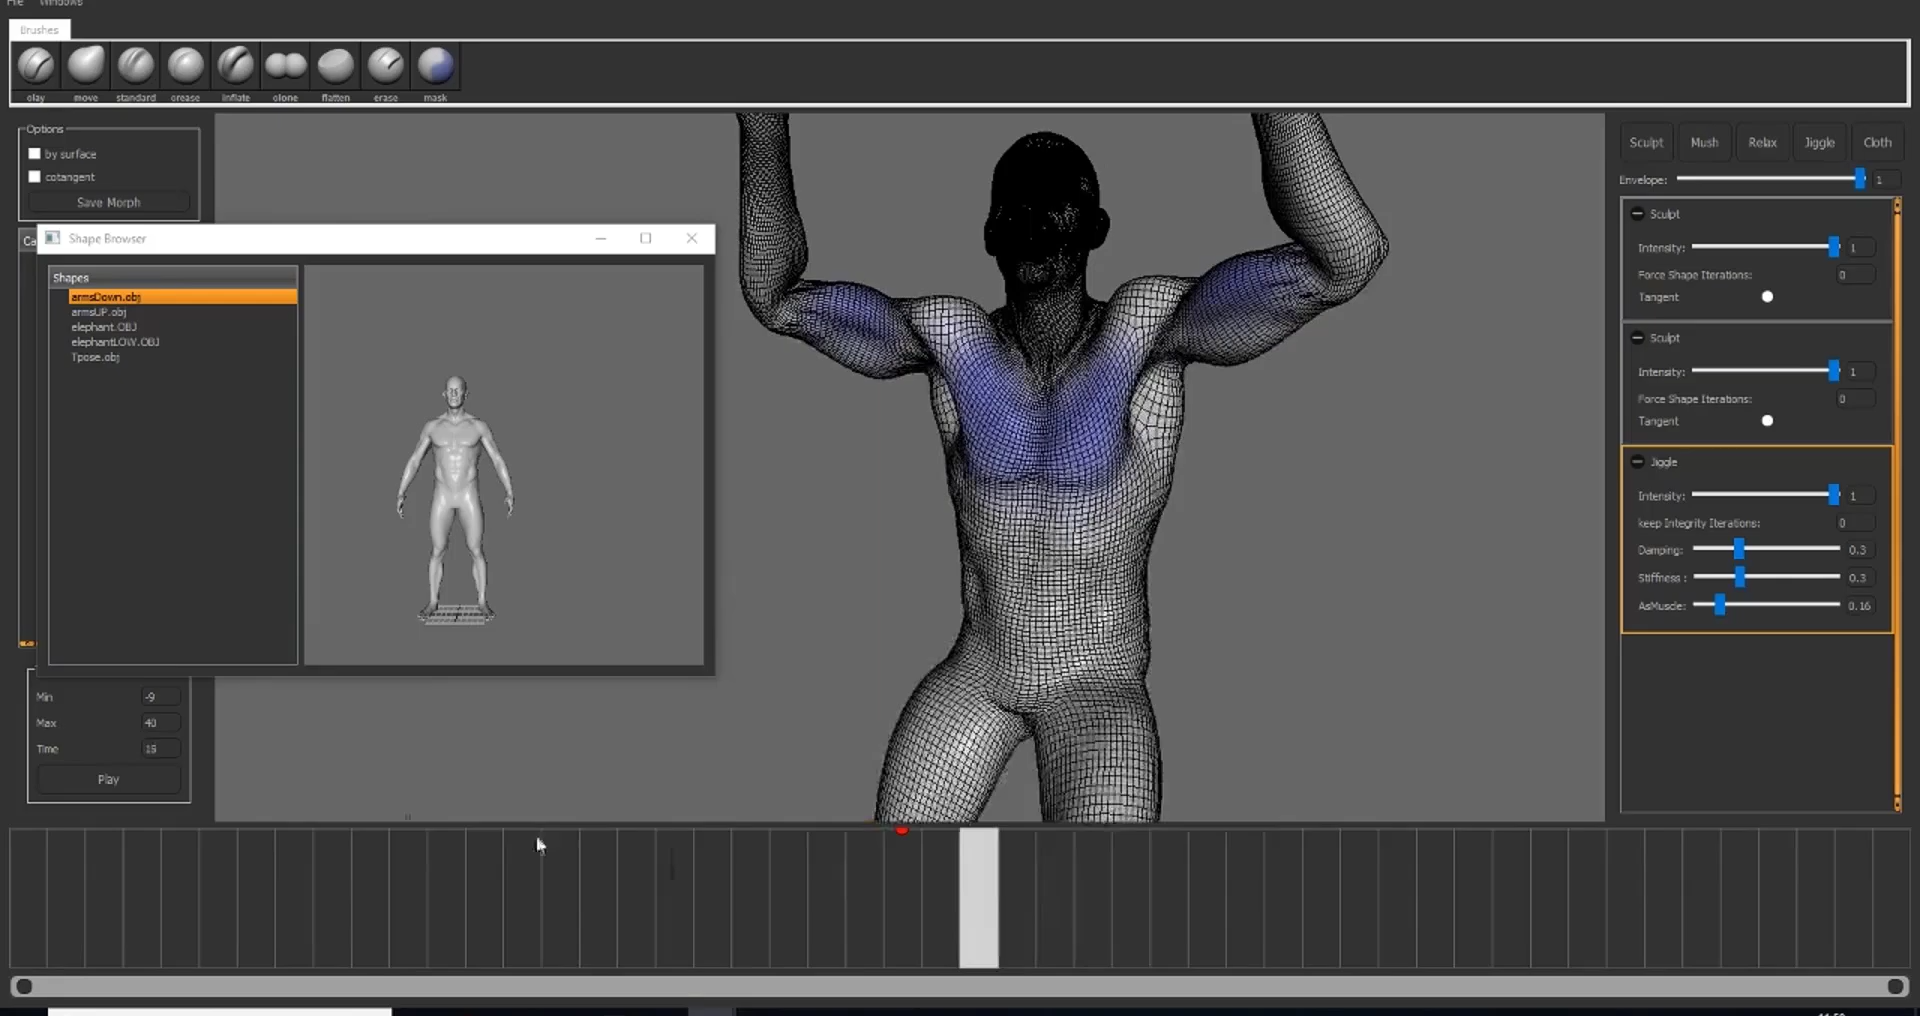 File Windows
Brushes
clay move standard crease inflate clone flatten erase mask
Options
by surface
cotangent
Save Morph
Ca
Shape Browser
Shapes
armsDown.obj
armsUP.obj
elephant.OBJ
elephantLOW.OBJ
Tpose.obj
Min -9
Max 40
Time 15
Play
Sculpt Mush Relax Jiggle Cloth
Envelope: 1
Sculpt
Intensity: 1
Force Shape Iterations: 0
Tangent
Sculpt
Intensity: 1
Force Shape Iterations: 0
Tangent
Jiggle
Intensity: 1
keep Integrity Iterations: 0
Damping: 0.3
Stiffness : 0.3
AsMuscle: 0.16